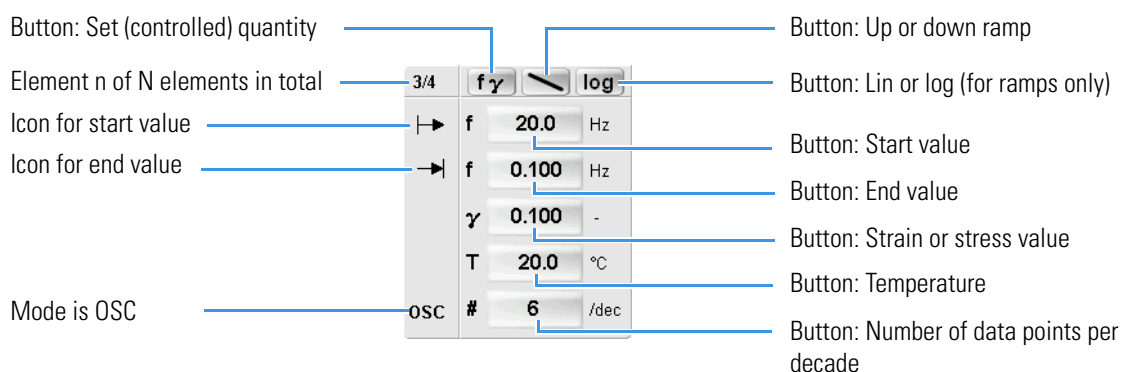 Button: Set (controlled) quantity
Button: Up or down ramp
Element n of N elements in total
3/4 f γ log
Button: Lin or log (for ramps only)
Icon for start value
f 20.0 Hz
Button: Start value
Icon for end value
f 0.100 Hz
Button: End value
γ 0.100 -
Button: Strain or stress value
T 20.0 °C
Button: Temperature
Mode is OSC
OSC # 6 /dec
Button: Number of data points per
decade